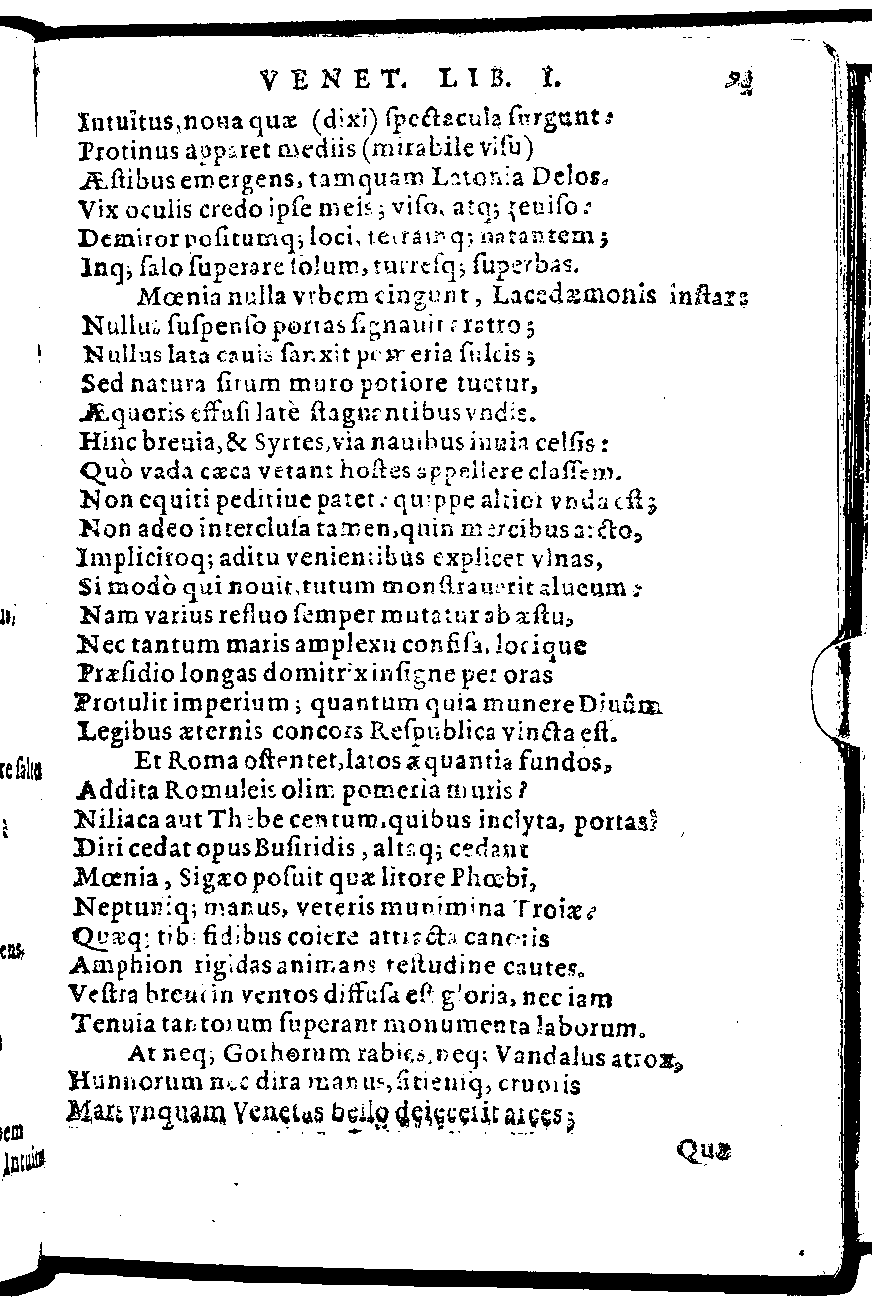 VENET. LIB. I.
Intuitus, noua quæ (dixi) ſpectacula ſurgunt?
Protinus apparet mediis (mirabile viſu)
Æſtibus emergens, tamquam Latonia Delos.
Vix oculis credo ipſe meis; viſo, atq; reuiſo:
Demiror poſitumq; loci, terramq; natantem;
Inq; ſalo ſuperare ſolum, turreſq; ſuperbas.
Mœnia nulla vrbem cingunt, Lacedæmonis inſtar:
Nullus ſuſpenſo portas ſignauit aratro;
Nullus lata cauis ſanxit pomœria ſulcis;
Sed natura ſitum muro potiore tuetur,
Æquoris effuſi latè ſtagnentibus vndis.
Hinc breuia, & Syrtes, via nauibus inuia celſis:
Quò vada cæca vetant hoſtes appellere claſſem.
Non equiti peditiue patet: quippe altior vnda eſt;
Non adeo intercluſa tamen, quin mercibus arcto,
Implicitoq; aditu venientibus explicet vlnas,
Si modò qui nouit, tutum monſtrauerit alueum:
Nam varius refluo ſemper mutatur ab æſtu,
Nec tantum maris amplexu confiſa, locique
Præſidio longas domitrix inſigne per oras
Protulit imperium; quantum quia munere Diuûm
Legibus æternis concors Reſpublica vincta eſt.
Et Roma oſtentet, latos æquantia fundos,
Addita Romuleis olim pomeria muris?
Niliaca aut Thebe centum, quibus inclyta, portas?
Diri cedat opus Buſiridis, altaq; cedant
Mœnia, Sigæo poſuit quæ litore Phœbi,
Neptuniq; manus, veteris munimina Troiæ?
Quæq; tibi fidibus coiere attracta canoris
Amphion rigidas animans teſtudine cautes.
Veſtra breui in ventos diffuſa eſt gloria, nec iam
Tenuia tantorum ſuperant monumenta laborum.
At neq; Gothorum rabies, neq; Vandalus atrox,
Hunnorum nec dira manus, ſitienſq; cruoris
Mars vnquam Venetas bello deiecerit arces;
Quæ
re ſalua
ens,
bem
Intuitus